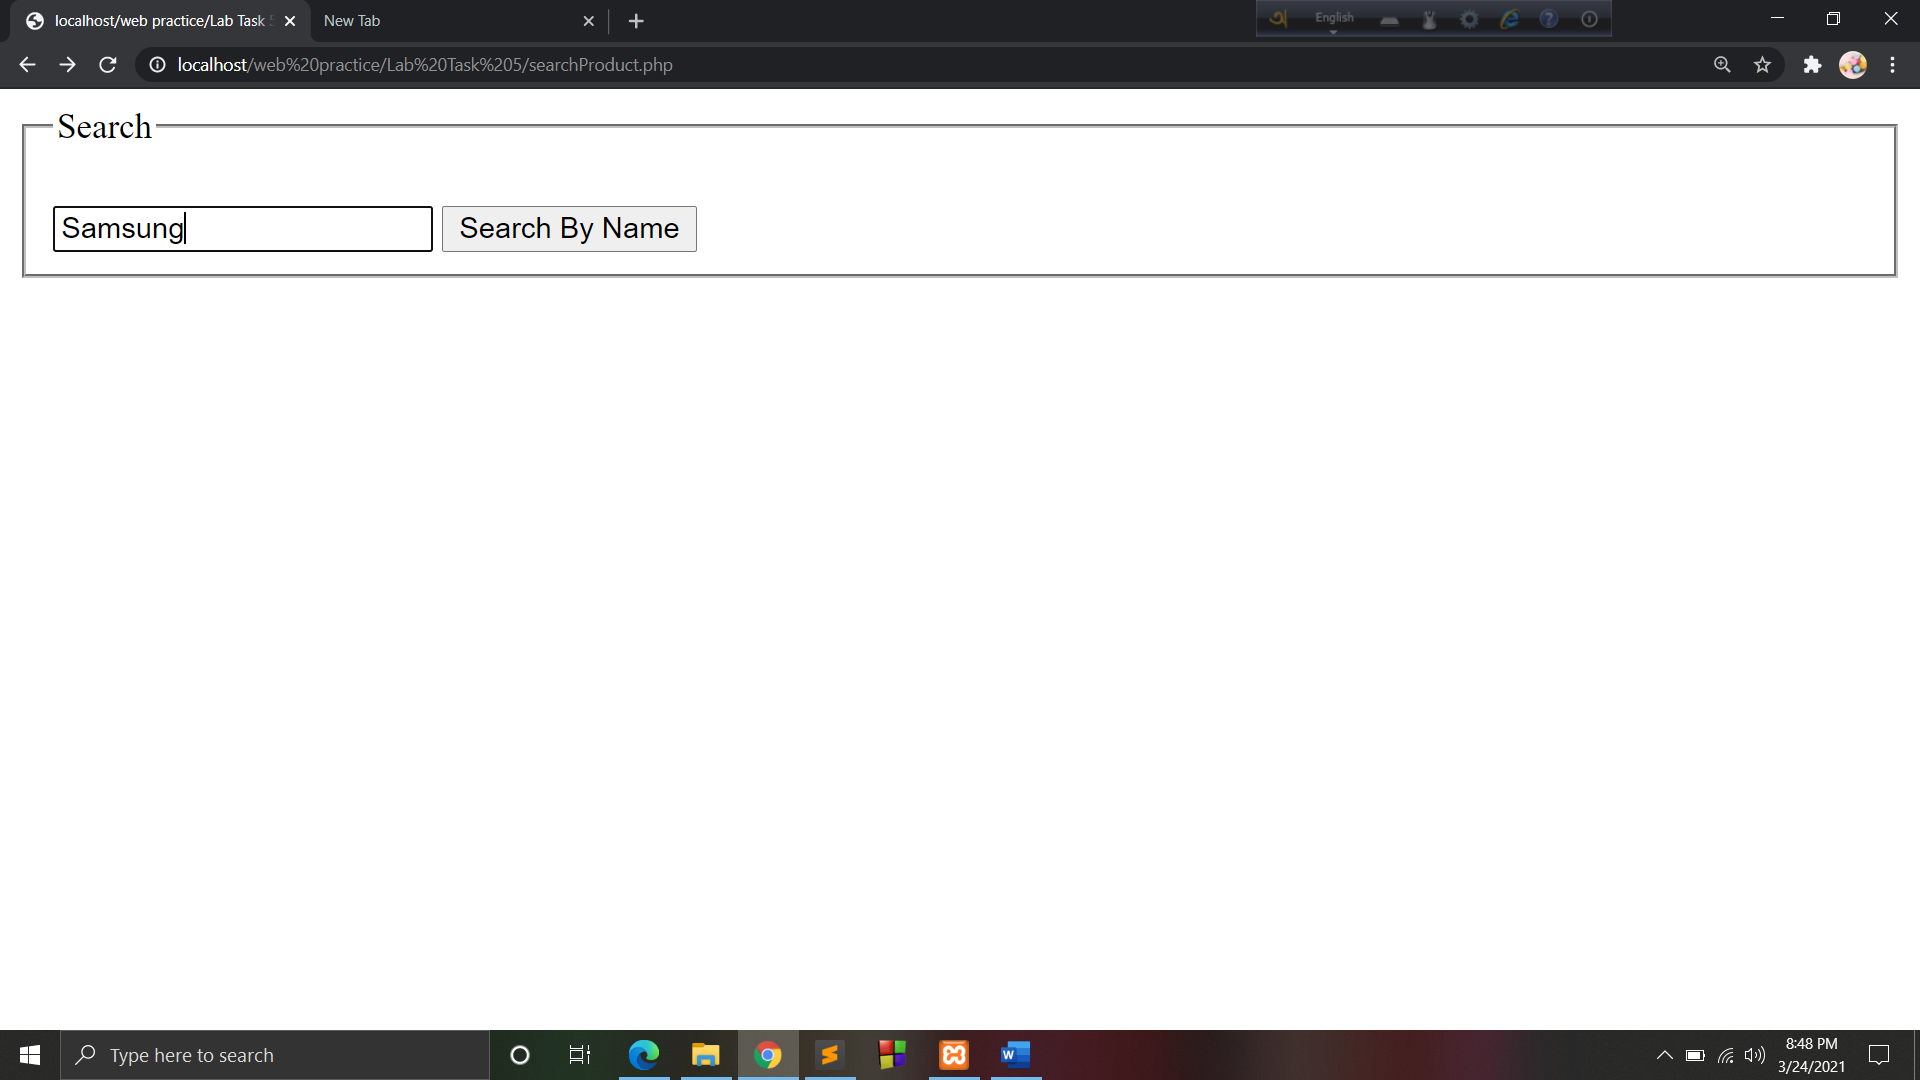 localhost/web practice/Lab Task 5
New Tab
অ English
localhost/web%20practice/Lab%20Task%205/searchProduct.php
Search
Samsung
Search By Name
Type here to search
8:48 PM
3/24/2021